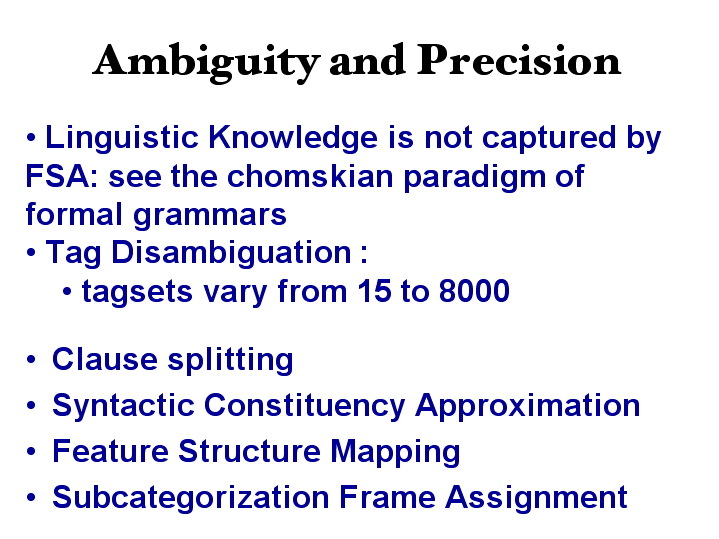 Ambiguity and Precision
• Linguistic Knowledge is not captured by
FSA: see the chomskian paradigm of
formal grammars
• Tag Disambiguation :
• tagsets vary from 15 to 8000
• Clause splitting
• Syntactic Constituency Approximation
• Feature Structure Mapping
• Subcategorization Frame Assignment